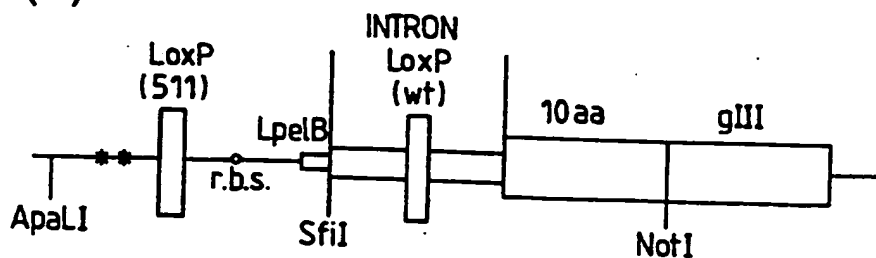 LoxP
(511)
INTRON
LoxP
(wt)
LpelB
10aa
gIII
**
r.b.s.
ApaLI
SfiI
NotI